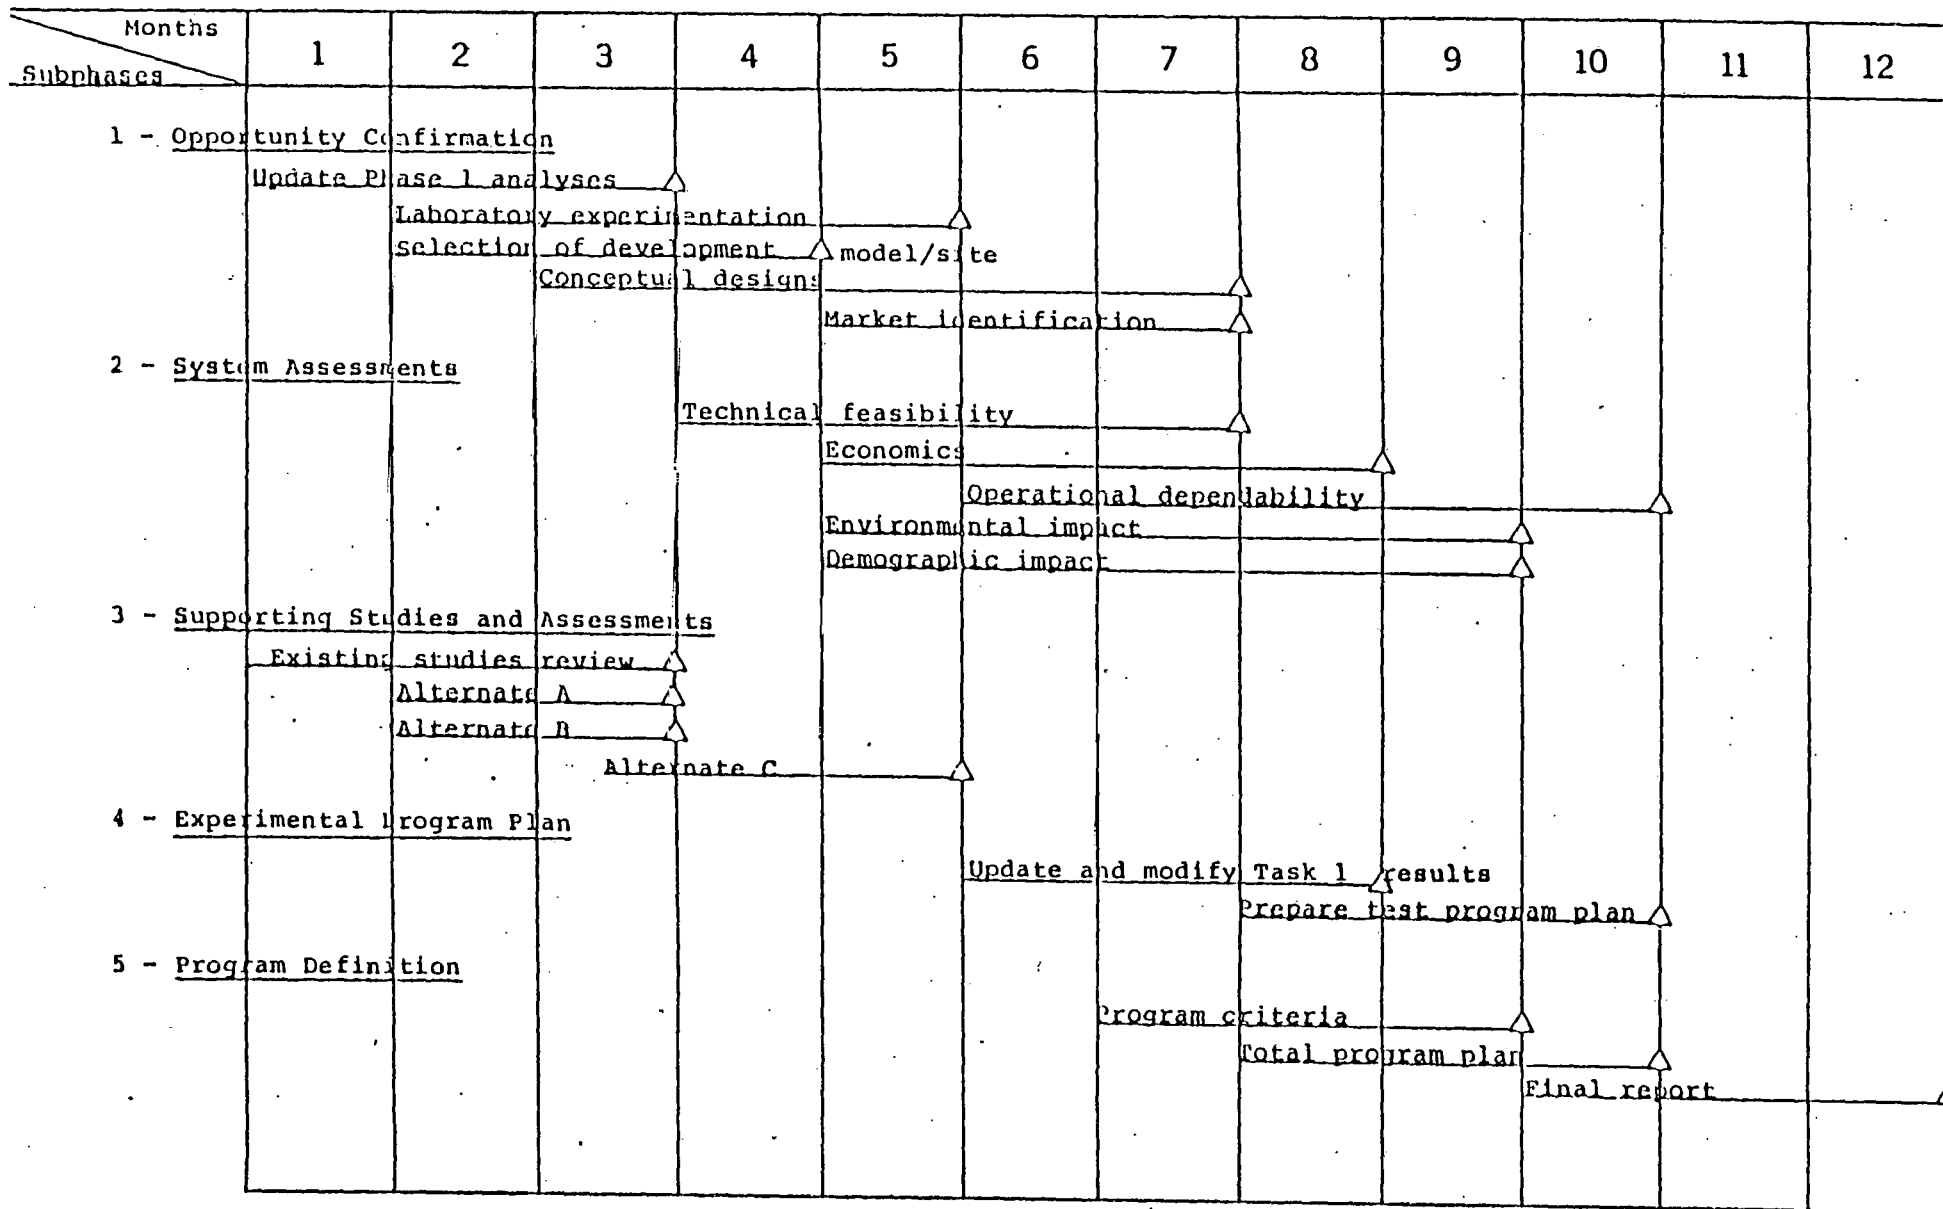 Months
Subphases
1 2 3 4 5 6 7 8 9 10 11 12
1 - Opportunity Confirmation
Update Phase 1 analyses
Laboratory experimentation
selection of development model/site
Conceptual designs
Market identification
2 - System Assessments
Technical feasibility
Economics
Operational dependability
Environmental impact
Demographic impact
3 - Supporting Studies and Assessments
Existing studies review
Alternate A
Alternate B
Alternate C
4 - Experimental Program Plan
Update and modify Task 1 results
Prepare test program plan
5 - Program Definition
Program criteria
Total program plan
Final report